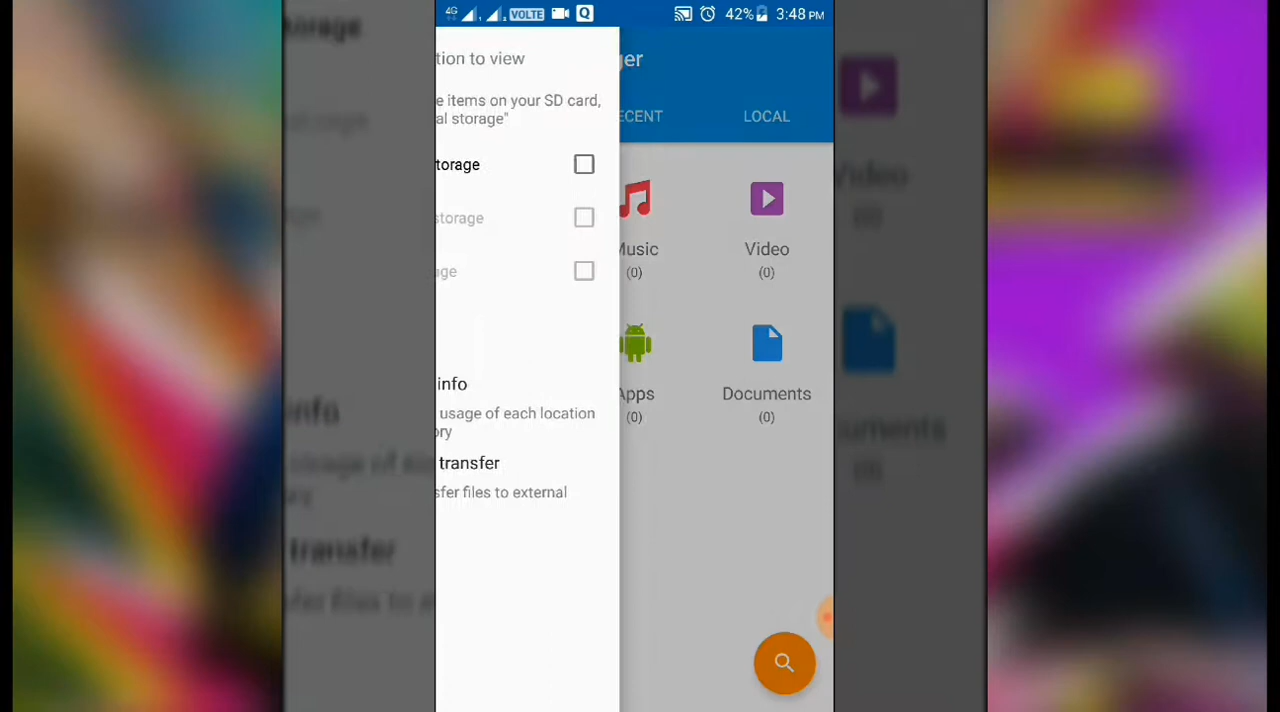 4G VOLTE Q 42% 3:48 PM
tion to view
ger
e items on your SD card,
al storage"
ECENT
LOCAL
torage
storage
age
Music
(0)
Video
(0)
info
usage of each location
ory
Apps
(0)
Documents
(0)
transfer
sfer files to external